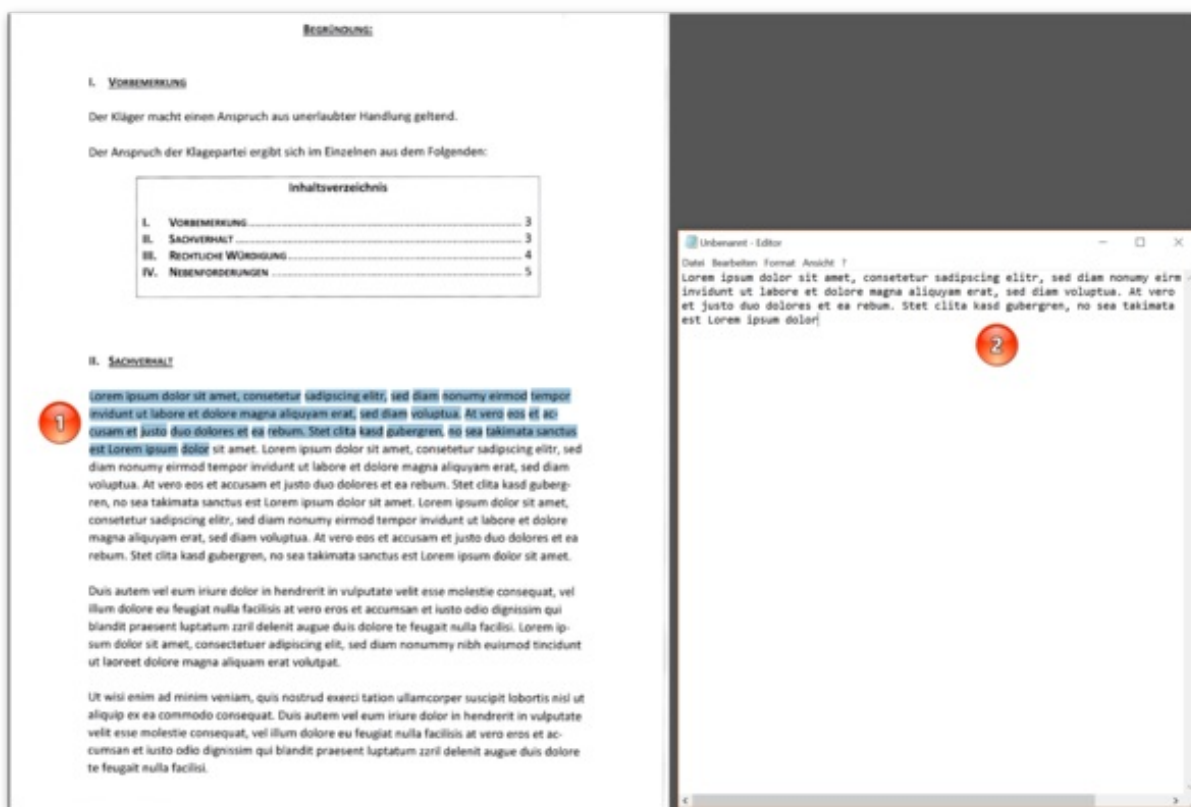 BEGRÜNDUNG:
I. VORBEMERKUNG
Der Kläger macht einen Anspruch aus unerlaubter Handlung geltend.
Der Anspruch der Klagepartei ergibt sich im Einzelnen aus dem Folgenden:
Inhaltsverzeichnis
I. VORBEMERKUNG 3
II. SACHVERHALT 3
III. RECHTLICHE WÜRDIGUNG 4
IV. NEBENFORDERUNGEN 5
II. SACHVERHALT
1
Lorem ipsum dolor sit amet, consetetur sadipscing elitr, sed diam nonumy eirmod tempor
invidunt ut labore et dolore magna aliquyam erat, sed diam voluptua. At vero eos et ac-
cusam et justo duo dolores et ea rebum. Stet clita kasd gubergren, no sea takimata sanctus
est Lorem ipsum dolor sit amet. Lorem ipsum dolor sit amet, consetetur sadipscing elitr, sed
diam nonumy eirmod tempor invidunt ut labore et dolore magna aliquyam erat, sed diam
voluptua. At vero eos et accusam et justo duo dolores et ea rebum. Stet clita kasd guberg-
ren, no sea takimata sanctus est Lorem ipsum dolor sit amet. Lorem ipsum dolor sit amet,
consetetur sadipscing elitr, sed diam nonumy eirmod tempor invidunt ut labore et dolore
magna aliquyam erat, sed diam voluptua. At vero eos et accusam et justo duo dolores et ea
rebum. Stet clita kasd gubergren, no sea takimata sanctus est Lorem ipsum dolor sit amet.
Duis autem vel eum iriure dolor in hendrerit in vulputate velit esse molestie consequat, vel
illum dolore eu feugiat nulla facilisis at vero eros et accumsan et iusto odio dignissim qui
blandit praesent luptatum zzril delenit augue duis dolore te feugait nulla facilisi. Lorem ip-
sum dolor sit amet, consectetuer adipiscing elit, sed diam nonummy nibh euismod tincidunt
ut laoreet dolore magna aliquam erat volutpat.
Ut wisi enim ad minim veniam, quis nostrud exerci tation ullamcorper suscipit lobortis nisl ut
aliquip ex ea commodo consequat. Duis autem vel eum iriure dolor in hendrerit in vulputate
velit esse molestie consequat, vel illum dolore eu feugiat nulla facilisis at vero eros et ac-
cumsan et iusto odio dignissim qui blandit praesent luptatum zzril delenit augue duis dolore
te feugait nulla facilisi.
Unbenannt - Editor
Datei Bearbeiten Format Ansicht ?
Lorem ipsum dolor sit amet, consetetur sadipscing elitr, sed diam nonumy eirm
invidunt ut labore et dolore magna aliquyam erat, sed diam voluptua. At vero
et justo duo dolores et ea rebum. Stet clita kasd gubergren, no sea takimata
est Lorem ipsum dolor
2